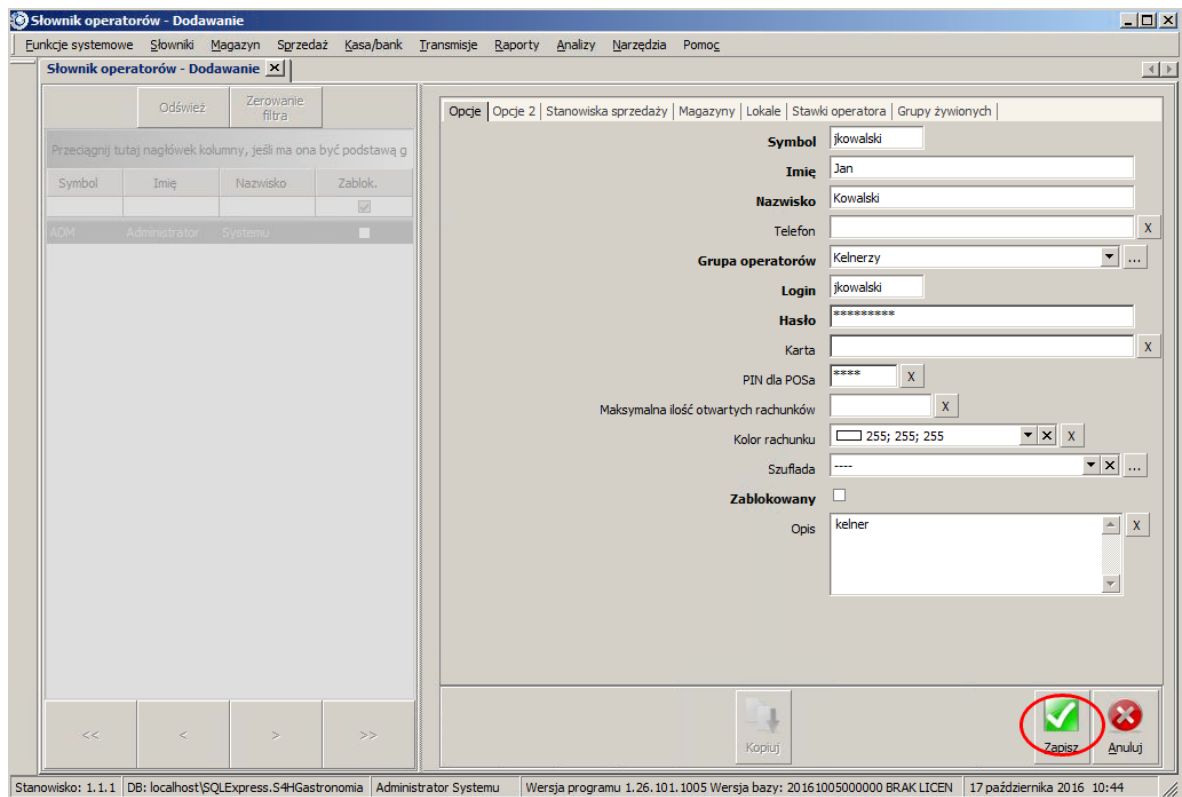 Słownik operatorów - Dodawanie
Funkcje systemowe Słowniki Magazyn Sprzedaż Kasa/bank Transmisje Raporty Analizy Narzędzia Pomoc
Słownik operatorów - Dodawanie
Odśwież
Zerowanie
filtra
Przeciągnij tutaj nagłówek kolumny, jeśli ma ona być podstawą g
Symbol Imię Nazwisko Zablok.
ADM Administrator Systemu
<< < > >>
Opcje Opcje 2 Stanowiska sprzedaży Magazyny Lokale Stawki operatora Grupy żywionych
Symbol jkowalski
Imię Jan
Nazwisko Kowalski
Telefon X
Grupa operatorów Kelnerzy ...
Login jkowalski
Hasło *********
Karta X
PIN dla POSa **** X
Maksymalna ilość otwartych rachunków X
Kolor rachunku 255; 255; 255 X
Szuflada ---- ...
Zablokowany
Opis kelner X
Kopiuj Zapisz Anuluj
Stanowisko: 1.1.1 DB: localhost\SQLExpress.S4HGastronomia Administrator Systemu Wersja programu 1.26.101.1005 Wersja bazy: 20161005000000 BRAK LICEN 17 października 2016 10:44